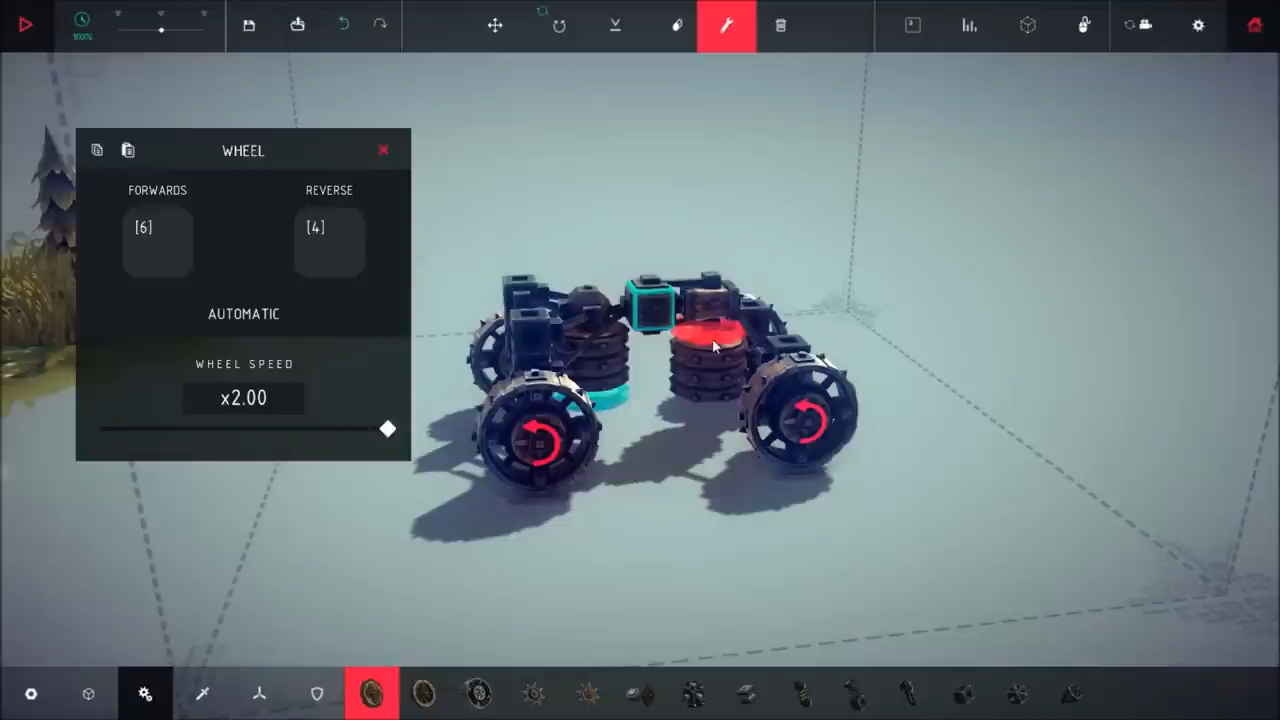 100%
WHEEL
FORWARDS REVERSE
[6] [4]
AUTOMATIC
WHEEL SPEED
x2.00